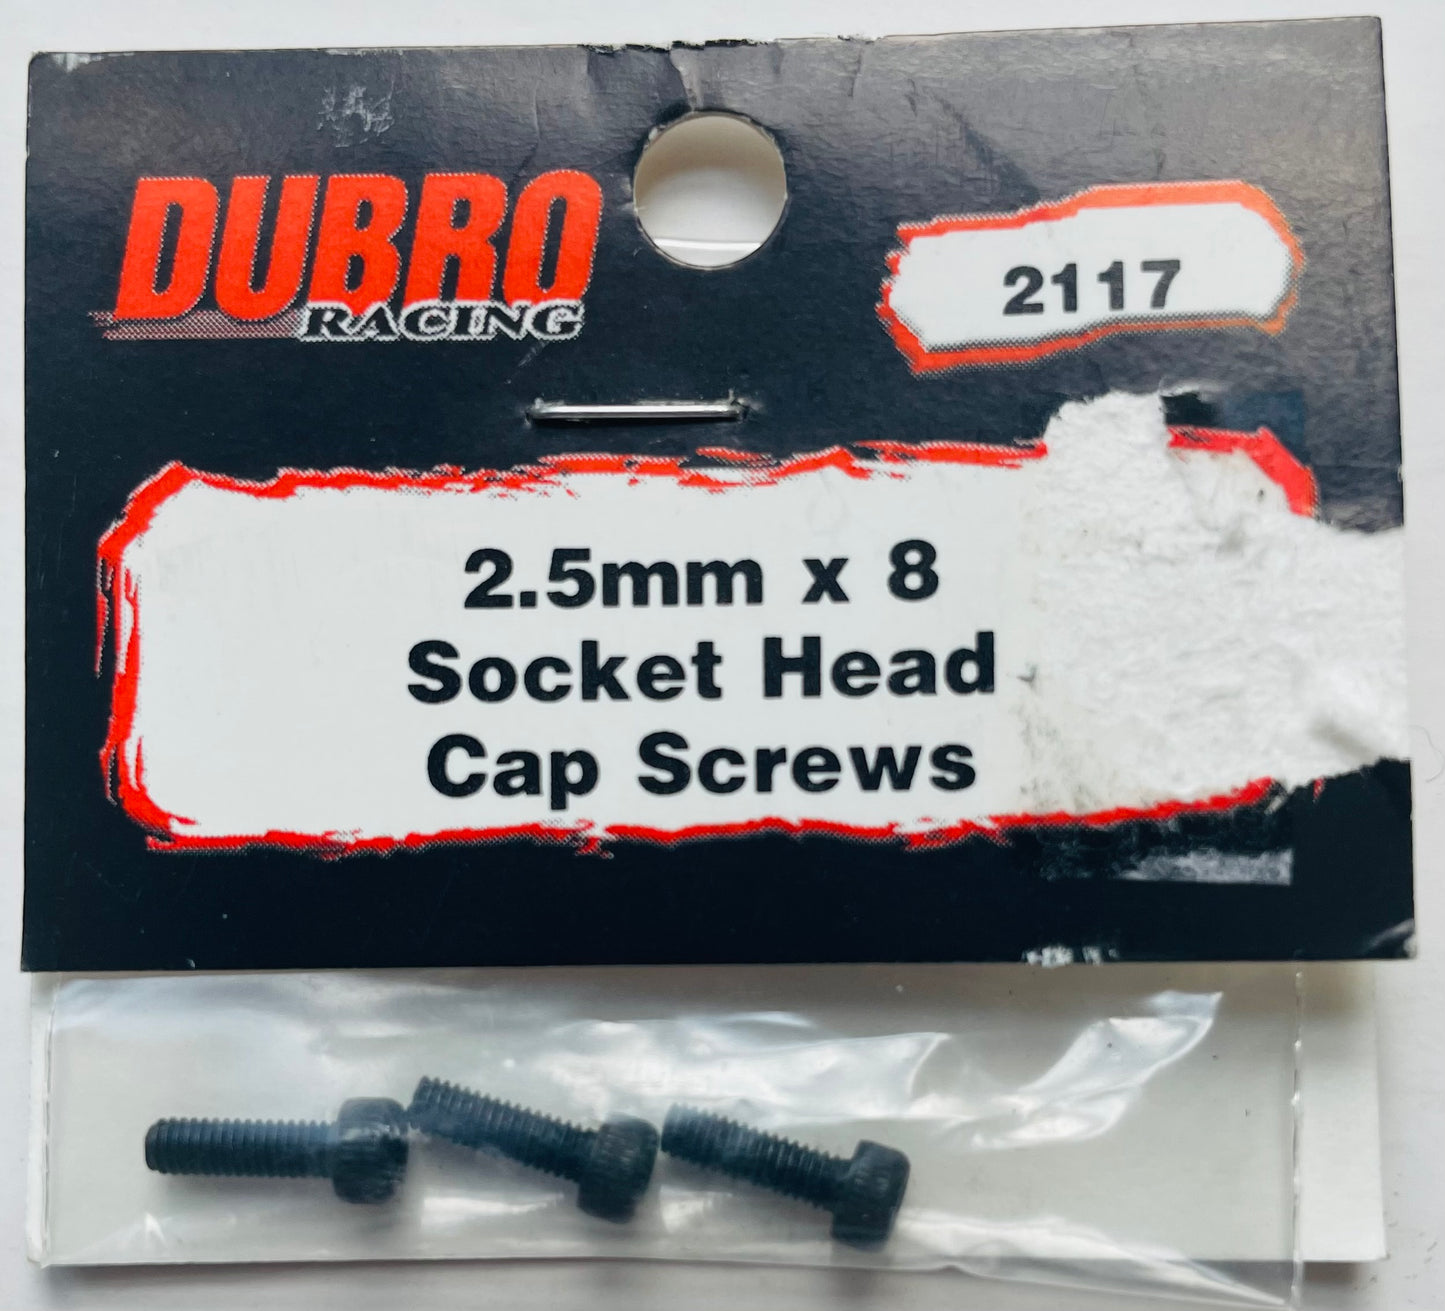 DUBRO
RACING
2117
2.5mm x 8
Socket Head
Cap Screws